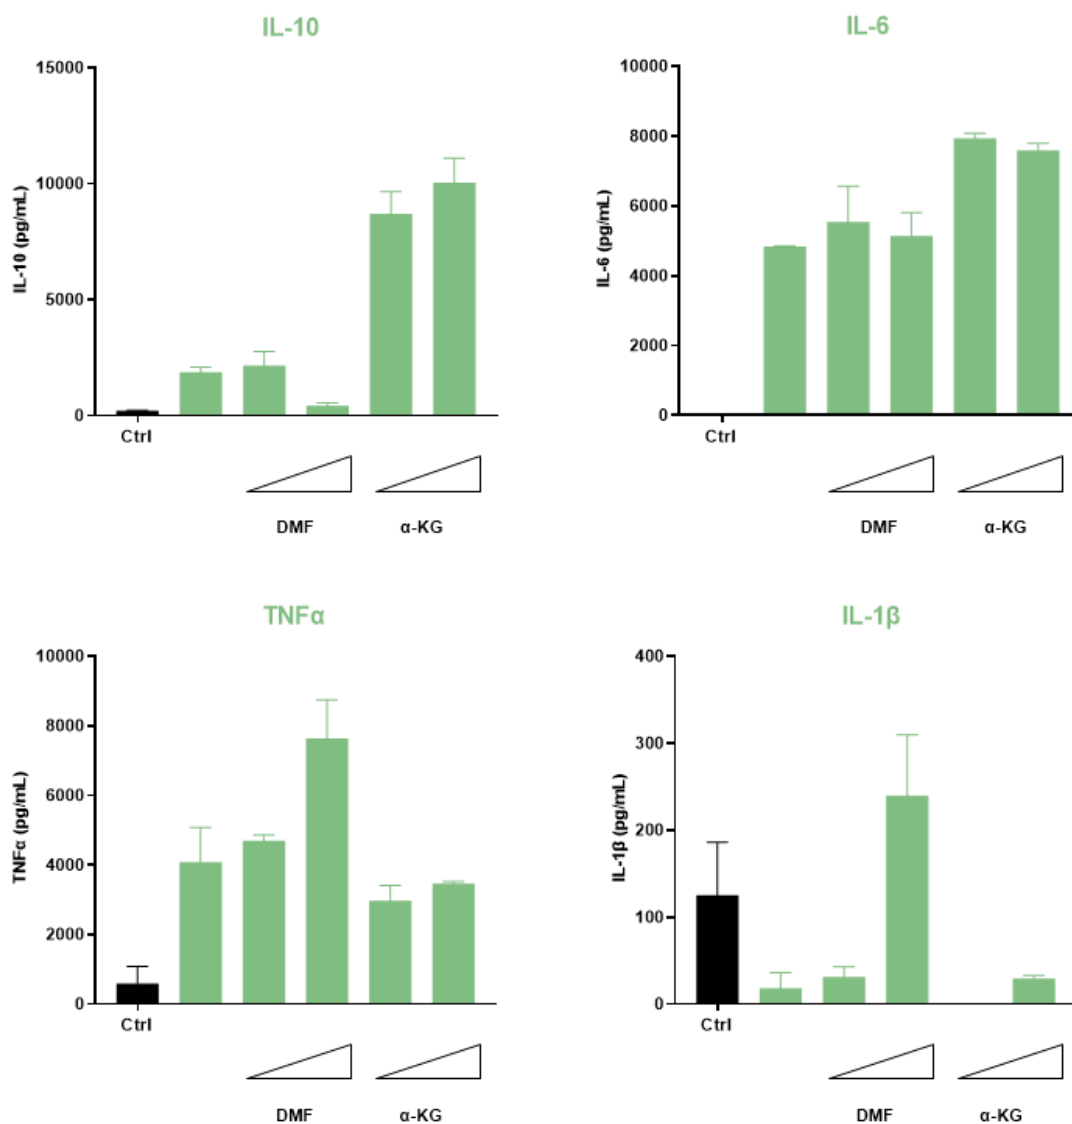 IL-10
15000
10000
5000
0
IL-10 (pg/mL)
Ctrl
DMF
α-KG
IL-6
10000
8000
6000
4000
2000
0
IL-6 (pg/mL)
Ctrl
DMF
α-KG
TNFα
10000
8000
6000
4000
2000
0
TNFα (pg/mL)
Ctrl
DMF
α-KG
IL-1β
400
300
200
100
0
IL-1β (pg/mL)
Ctrl
DMF
α-KG